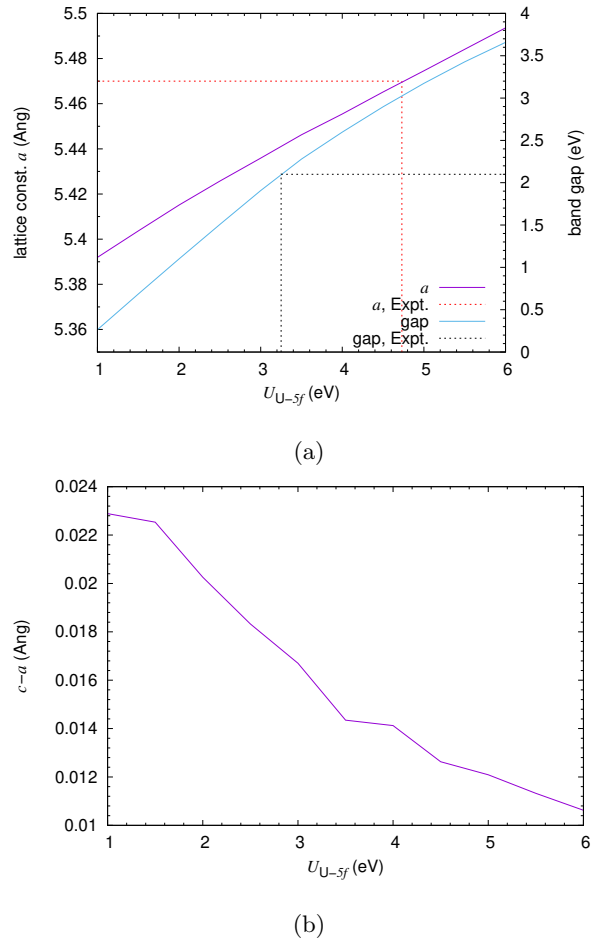 5.5
5.48
5.46
5.44
5.42
5.4
5.38
5.36
lattice const. a (Ang)
4
3.5
3
2.5
2
1.5
1
0.5
0
band gap (eV)
a
a, Expt.
gap
gap, Expt.
1 2 3 4 5 6
U_{U−5f} (eV)
(a)
0.024
0.022
0.02
0.018
0.016
0.014
0.012
0.01
c−a (Ang)
1 2 3 4 5 6
U_{U−5f} (eV)
(b)